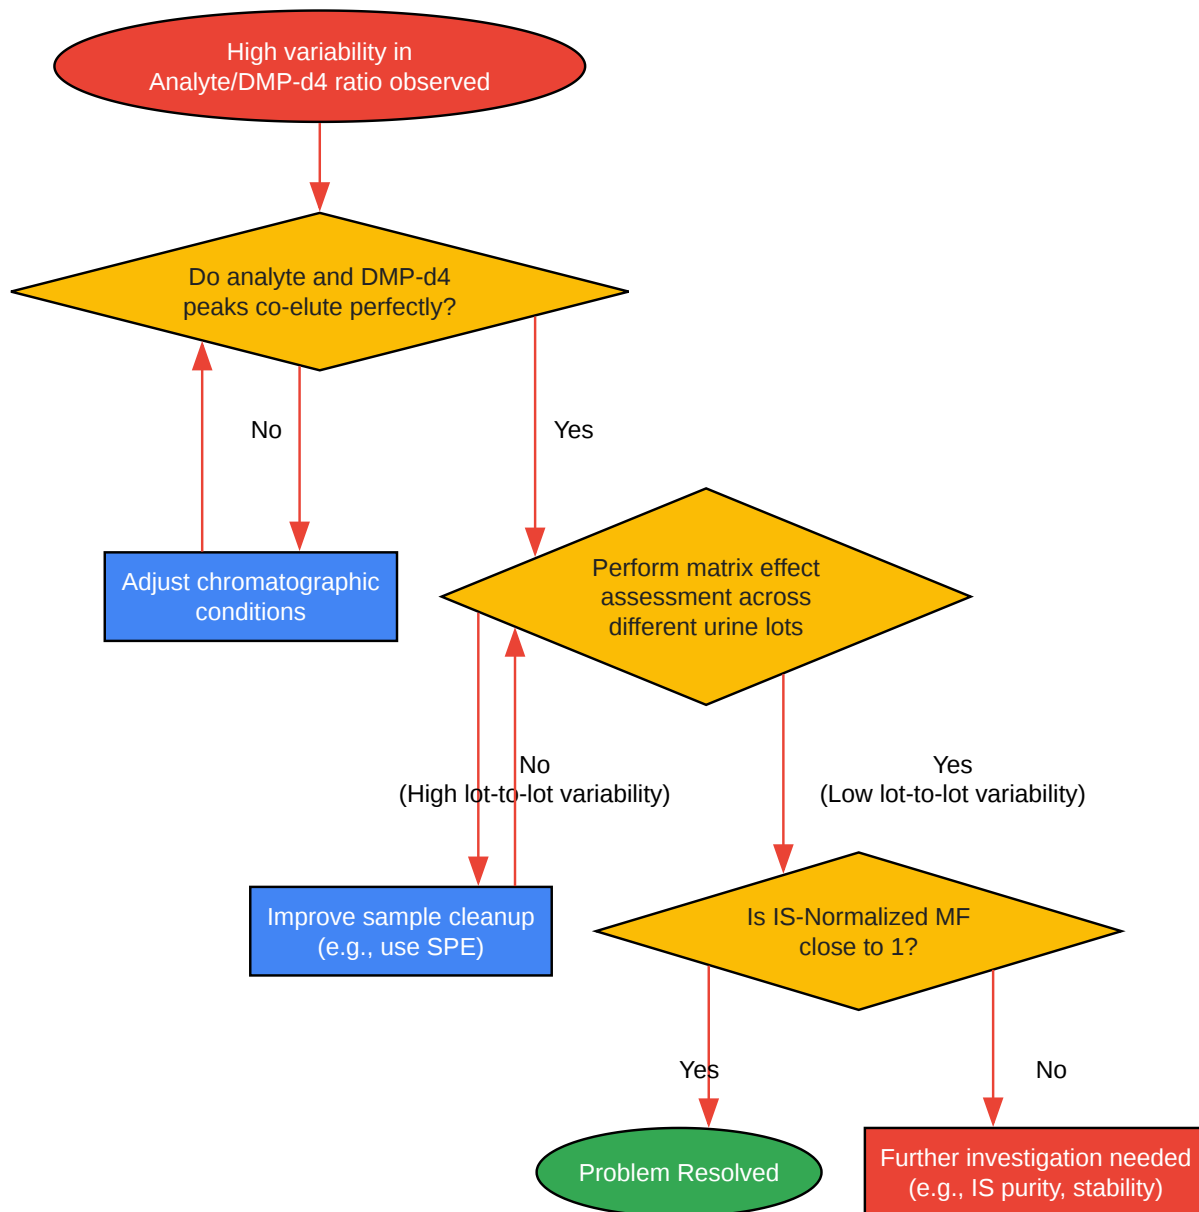 High variability in
Analyte/DMP-d4 ratio observed
Do analyte and DMP-d4
peaks co-elute perfectly?
No
Yes
Adjust chromatographic
conditions
Perform matrix effect
assessment across
different urine lots
No
(High lot-to-lot variability)
Yes
(Low lot-to-lot variability)
Improve sample cleanup
(e.g., use SPE)
Is IS-Normalized MF
close to 1?
Yes
No
Problem Resolved
Further investigation needed
(e.g., IS purity, stability)